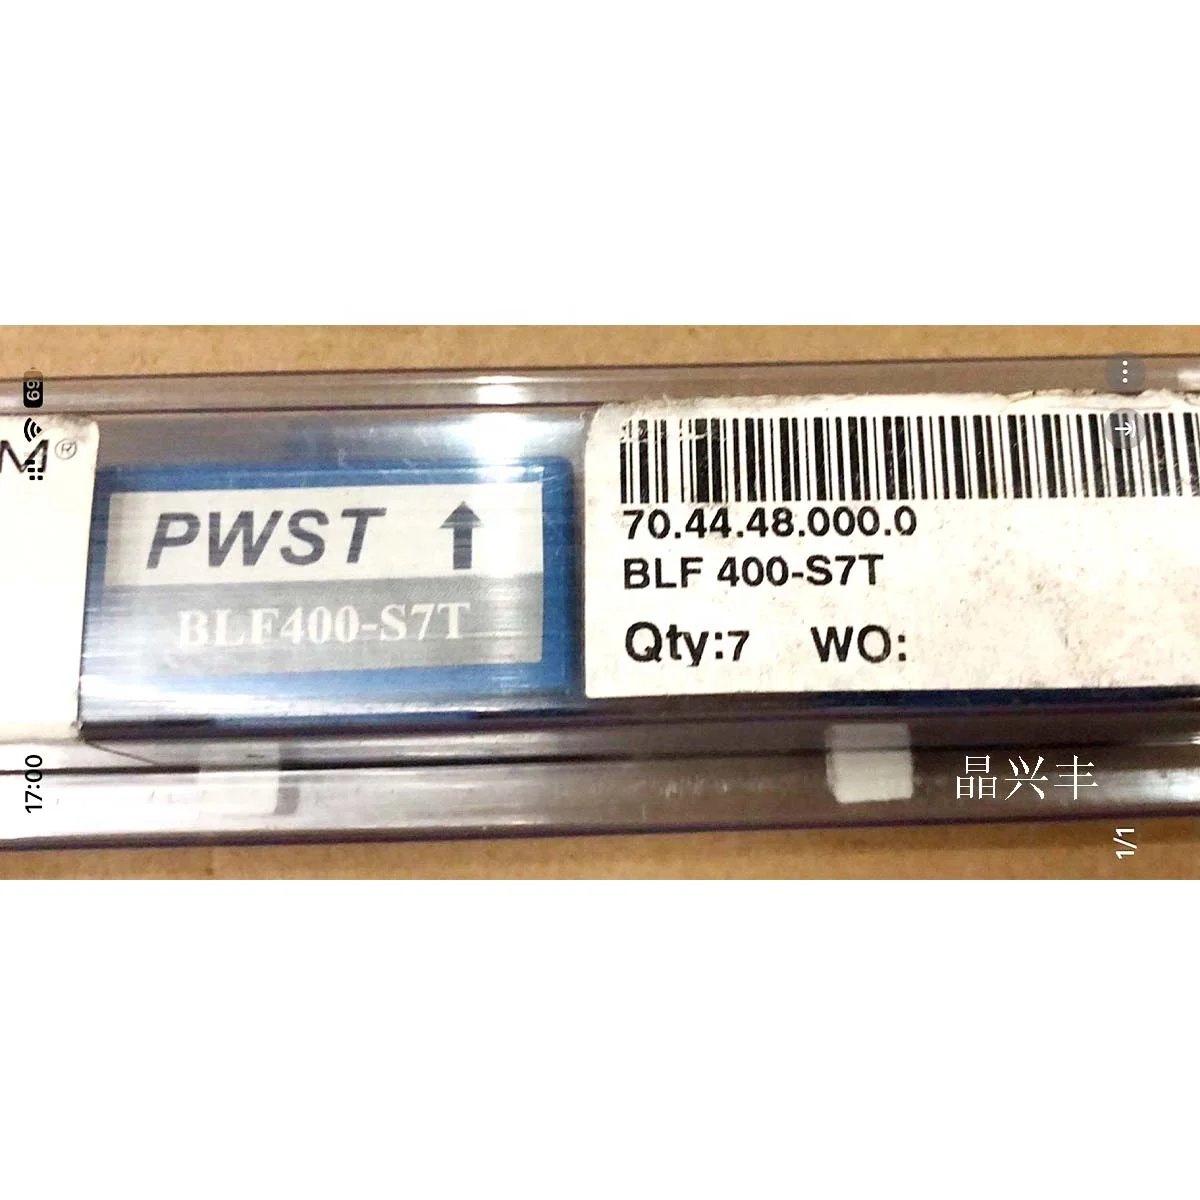 M®
PWST ↑
BLF400-S7T
70.44.48.000.0
BLF 400-S7T
Qty:7 WO:
晶兴丰
17:00
69
1/1